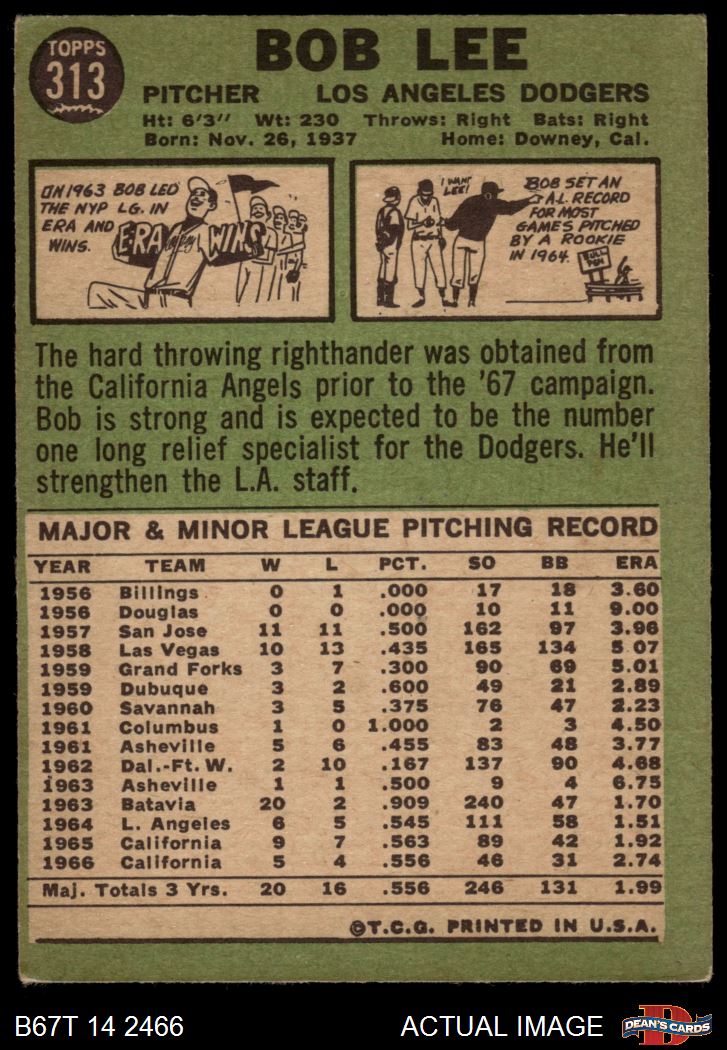 TOPPS
313
BOB LEE
PITCHER LOS ANGELES DODGERS
Ht: 6'3" Wt: 230 Throws: Right Bats: Right
Born: Nov. 26, 1937 Home: Downey, Cal.
ON 1963 BOB LED
THE NYP LG. IN
ERA AND
WINS.
ERA
WINS
"I WANT
LEE!
BOB SET AN
A.L. RECORD
FOR MOST
GAMES PITCHED
BY A ROOKIE
IN 1964.
BULL
PEN
The hard throwing righthander was obtained from
the California Angels prior to the '67 campaign.
Bob is strong and is expected to be the number
one long relief specialist for the Dodgers. He'll
strengthen the L.A. staff.
MAJOR & MINOR LEAGUE PITCHING RECORD
YEAR TEAM W L PCT. SO BB ERA
1956 Billings 0 1 .000 17 18 3.60
1956 Douglas 0 0 .000 10 11 9.00
1957 San Jose 11 11 .500 162 97 3.96
1958 Las Vegas 10 13 .435 165 134 5.07
1959 Grand Forks 3 7 .300 90 69 5.01
1959 Dubuque 3 2 .600 49 21 2.89
1960 Savannah 3 5 .375 76 47 2.23
1961 Columbus 1 0 1.000 2 3 4.50
1961 Asheville 5 6 .455 83 48 3.77
1962 Dal.-Ft. W. 2 10 .167 137 90 4.68
1963 Asheville 1 1 .500 9 4 6.75
1963 Batavia 20 2 .909 240 47 1.70
1964 L. Angeles 6 5 .545 111 58 1.51
1965 California 9 7 .563 89 42 1.92
1966 California 5 4 .556 46 31 2.74
Maj. Totals 3 Yrs. 20 16 .556 246 131 1.99
©T.C.G. PRINTED IN U.S.A.
B67T 14 2466 ACTUAL IMAGE
D
DEAN'S CARDS